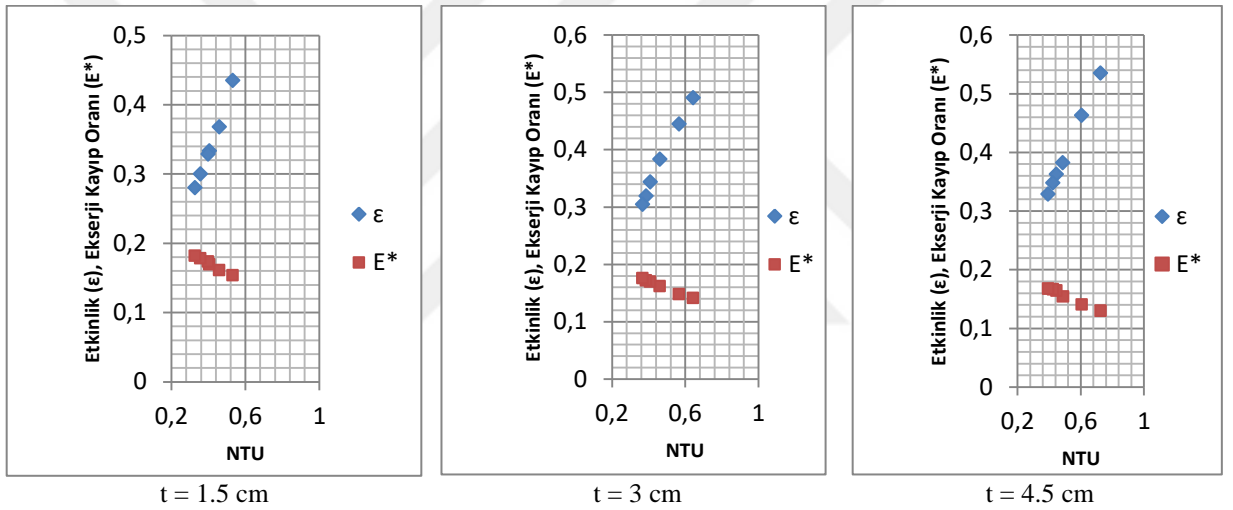 Etkinlik (ε), Ekserji Kayıp Oranı (E*)
0,5
0,4
0,3
0,2
0,1
0
0,2
0,6
1
NTU
ε
E*
t = 1.5 cm
Etkinlik (ε), Ekserji Kayıp Oranı (E*)
0,6
0,5
0,4
0,3
0,2
0,1
0
0,2
0,6
1
NTU
ε
E*
t = 3 cm
Etkinlik (ε), Ekserji Kayıp Oranı (E*)
0,6
0,5
0,4
0,3
0,2
0,1
0
0,2
0,6
1
NTU
ε
E*
t = 4.5 cm